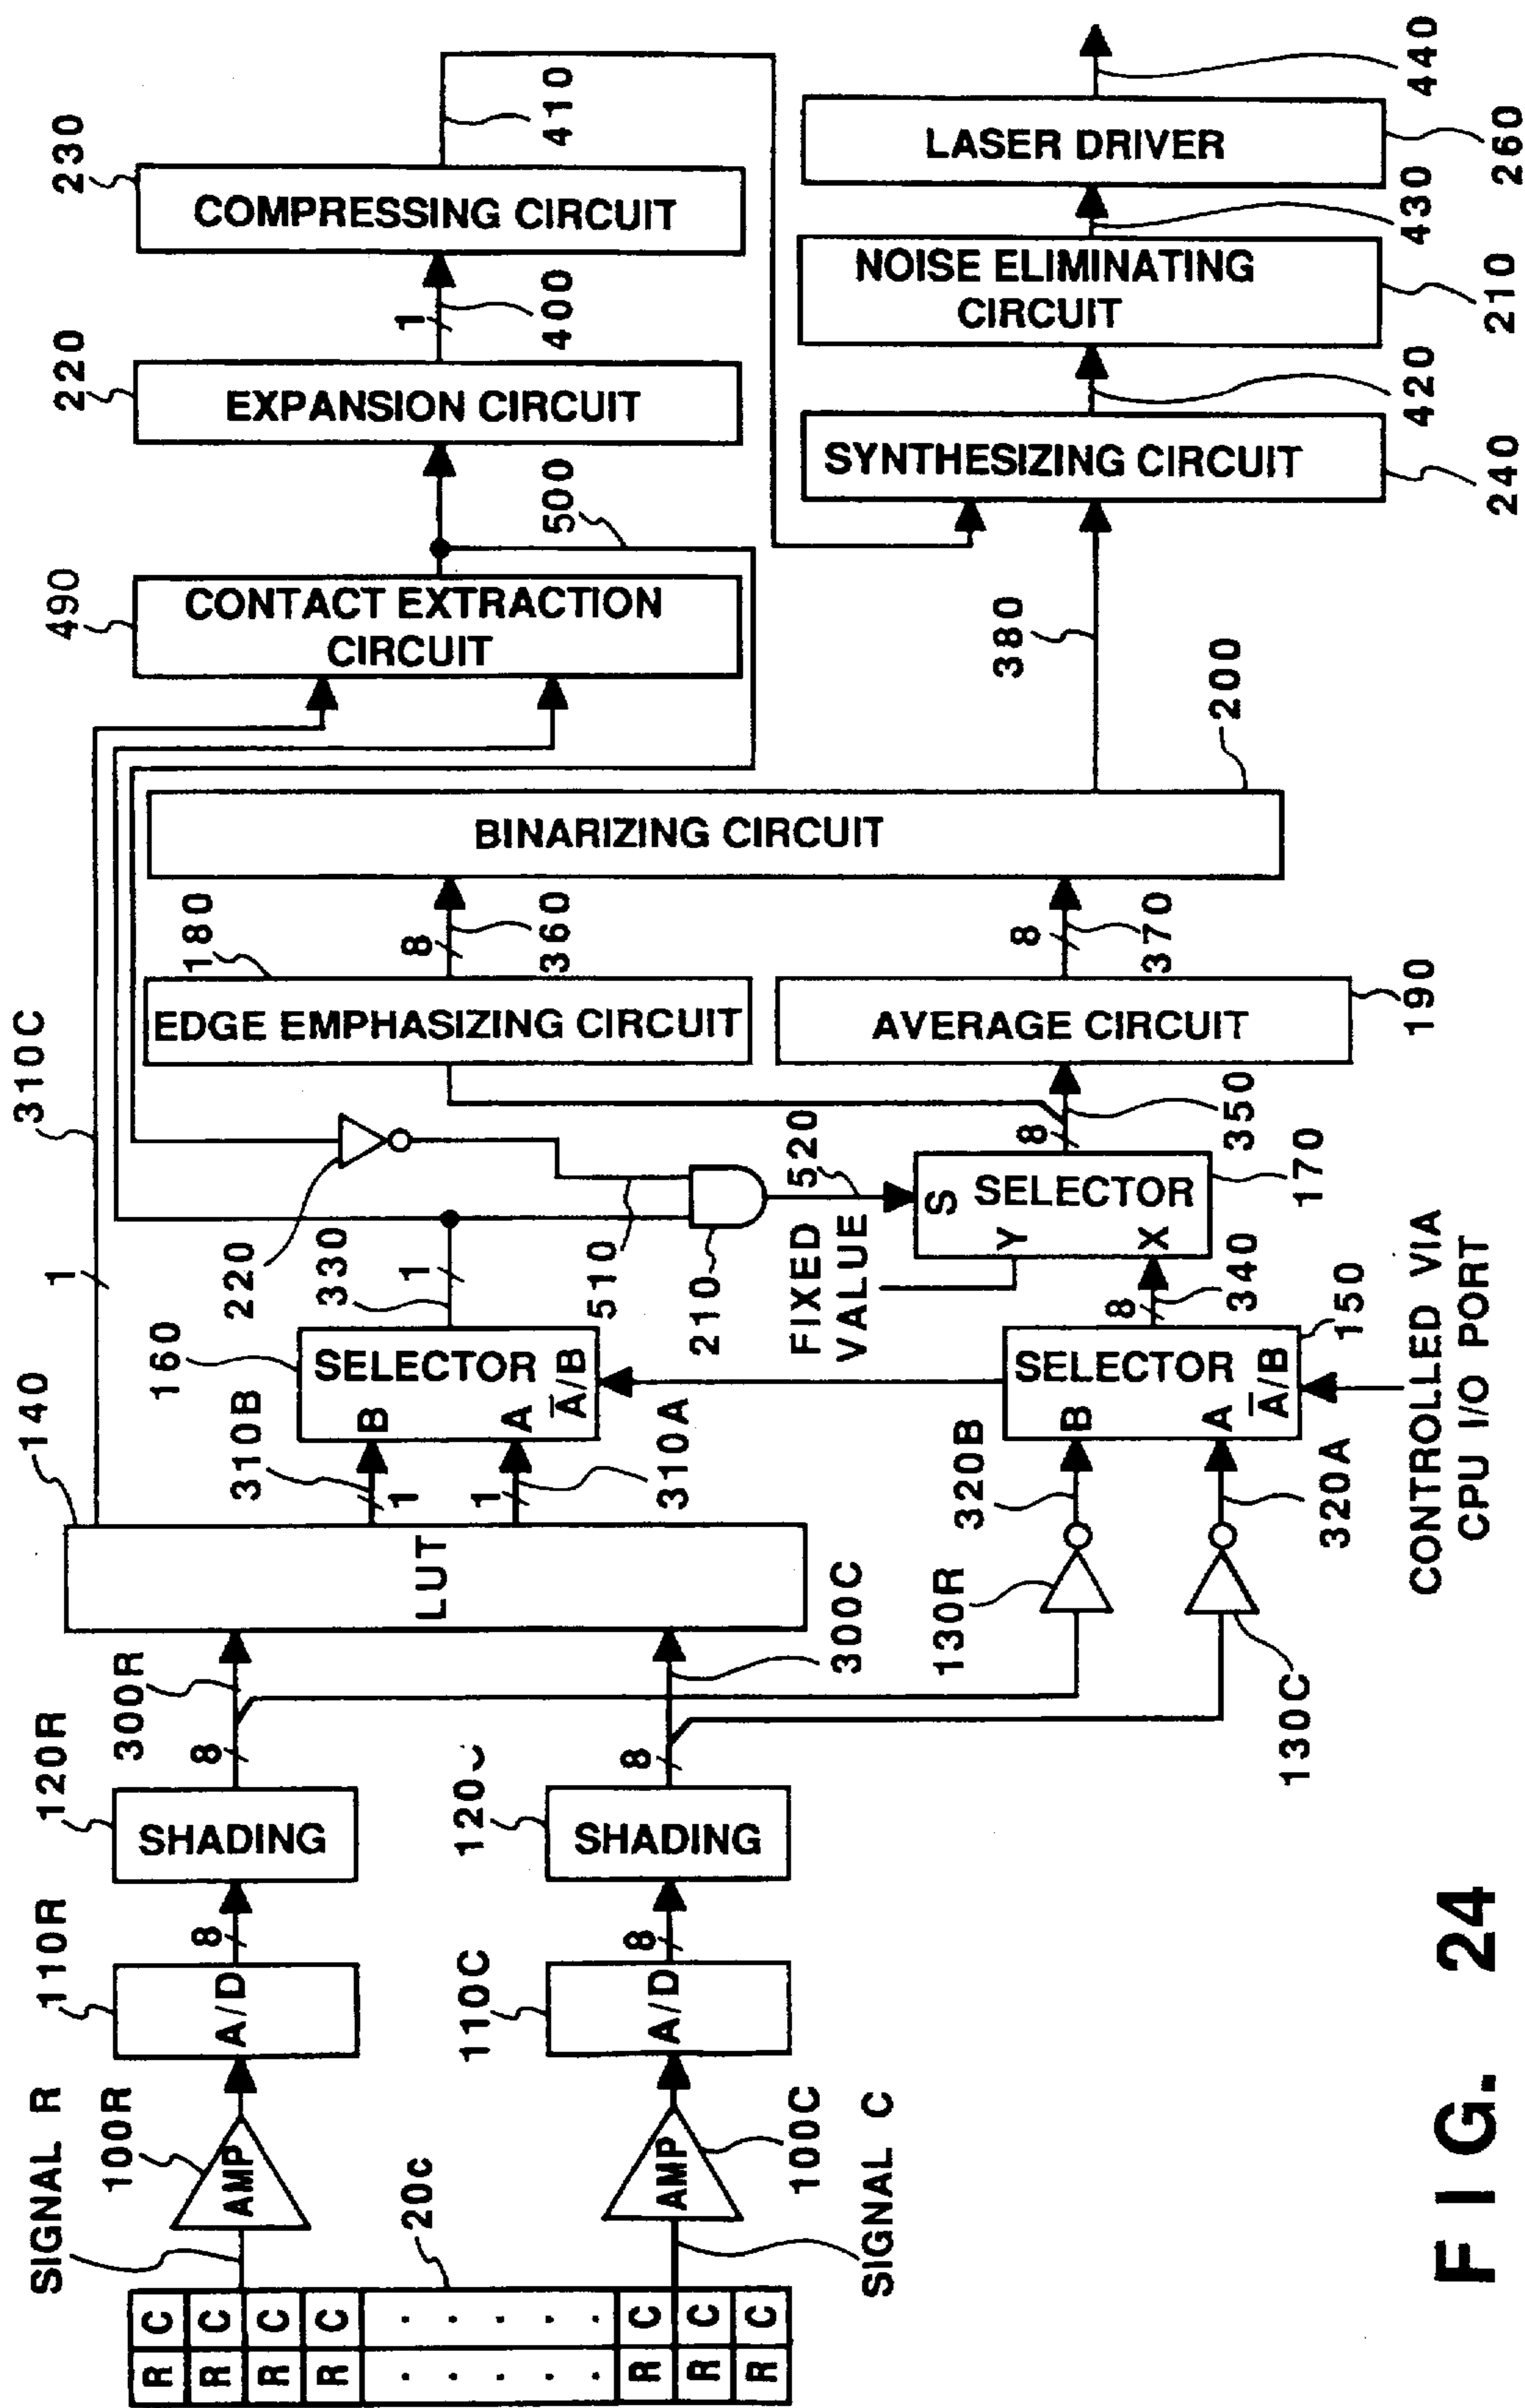 R C
R C
R C
R C
. .
. .
. .
. .
. .
R C
R C
R C
20c
SIGNAL R
100R
AMP
110R
A/D
8
120R
SHADING
8
300R
SIGNAL C
100C
AMP
110C
A/D
8
SHADING
8
300C
130R
130C
140
LUT
1
310C
310B
1
1
310A
160
SELECTOR
B
A
A̅/B
330
1
320B
320A
150
SELECTOR
B
A
A̅/B
CONTROLLED VIA
CPU I/O PORT
8
340
220
510
210
520
FIXED
VALUE
S
SELECTOR
Y
X
170
8
350
180
EDGE EMPHASIZING CIRCUIT
8
360
AVERAGE CIRCUIT
190
8
370
BINARIZING CIRCUIT
200
380
490
CONTACT EXTRACTION
CIRCUIT
500
220
EXPANSION CIRCUIT
1
400
230
COMPRESSING CIRCUIT
410
SYNTHESIZING CIRCUIT
240
420
NOISE ELIMINATING
CIRCUIT
210
430
LASER DRIVER
260
440
FIG. 24